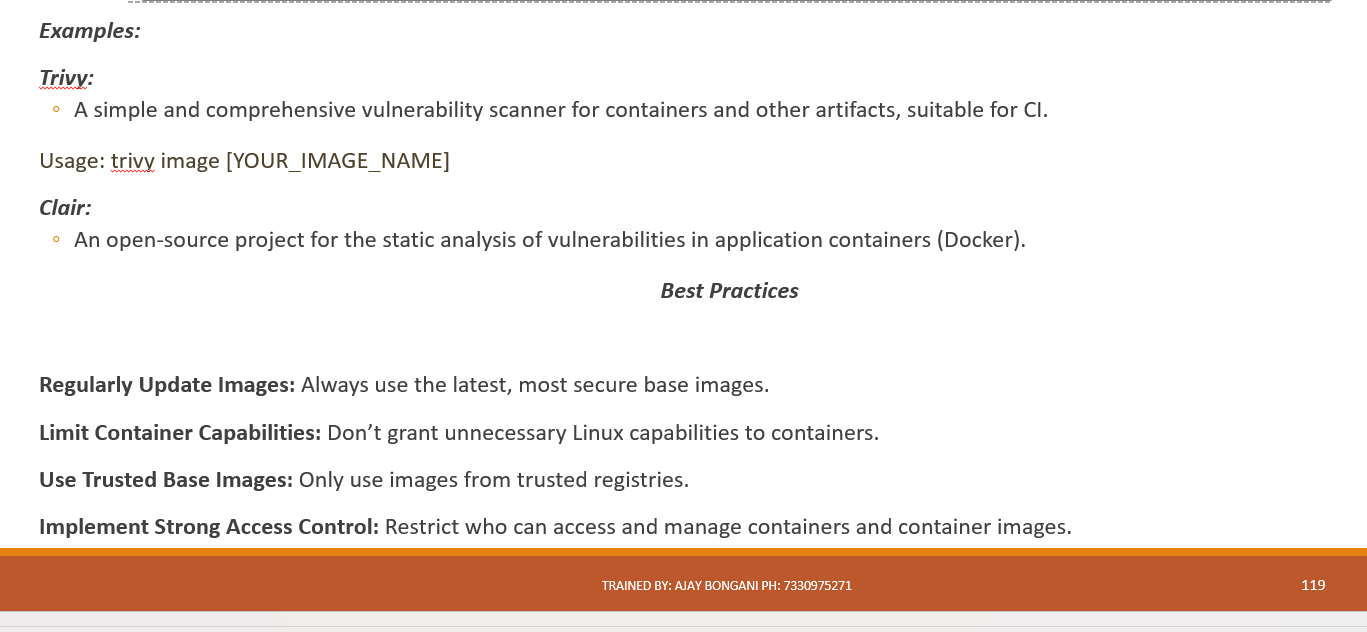 Examples:
Trivy:
A simple and comprehensive vulnerability scanner for containers and other artifacts, suitable for CI.
Usage: trivy image [YOUR_IMAGE_NAME]
Clair:
An open-source project for the static analysis of vulnerabilities in application containers (Docker).
Best Practices
Regularly Update Images: Always use the latest, most secure base images.
Limit Container Capabilities: Don’t grant unnecessary Linux capabilities to containers.
Use Trusted Base Images: Only use images from trusted registries.
Implement Strong Access Control: Restrict who can access and manage containers and container images.
TRAINED BY: AJAY BONGANI PH: 7330975271
119